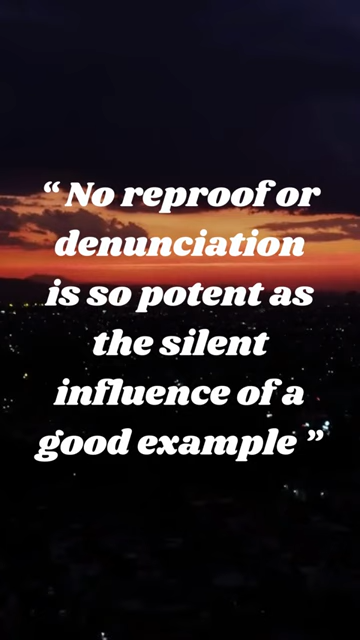 “ No reproof or
denunciation
is so potent as
the silent
influence of a
good example ”